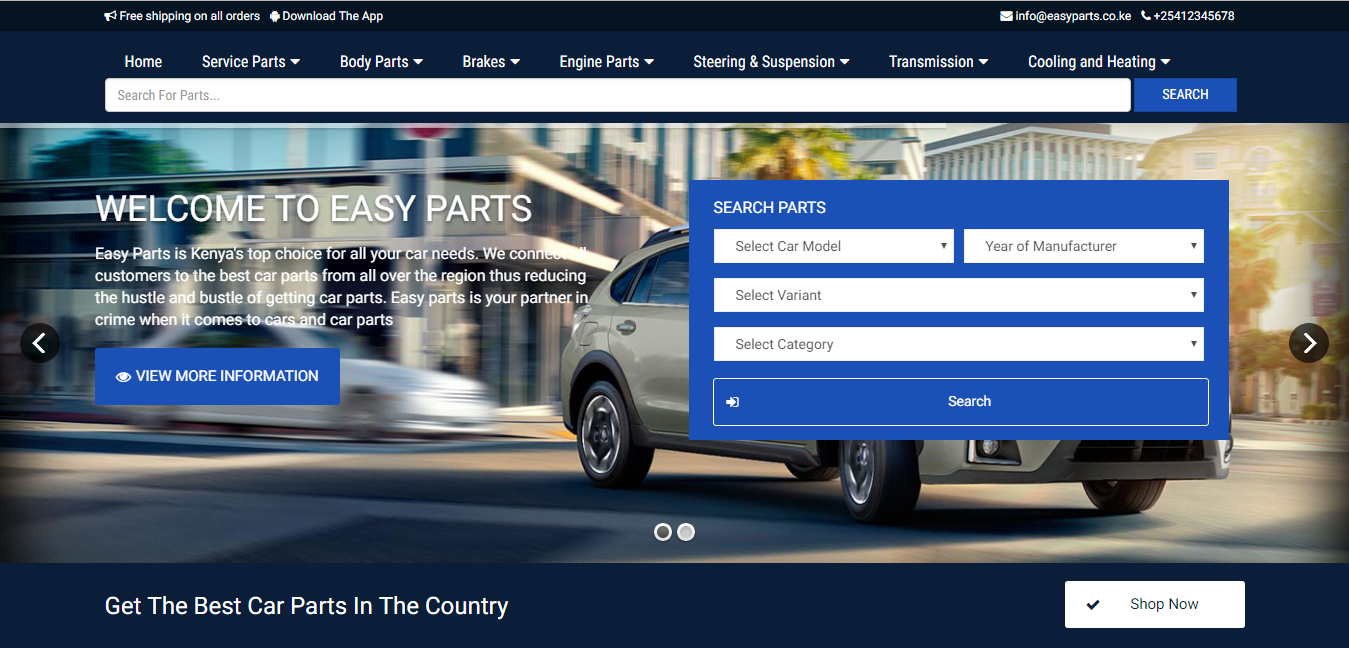 Free shipping on all orders Download The App info@easyparts.co.ke +25412345678
Home Service Parts Body Parts Brakes Engine Parts Steering & Suspension Transmission Cooling and Heating
Search For Parts... SEARCH
WELCOME TO EASY PARTS
Easy Parts is Kenya's top choice for all your car needs. We connect all
customers to the best car parts from all over the region thus reducing
the hustle and bustle of getting car parts. Easy parts is your partner in
crime when it comes to cars and car parts
VIEW MORE INFORMATION
SEARCH PARTS
Select Car Model Year of Manufacturer
Select Variant
Select Category
Search
Get The Best Car Parts In The Country Shop Now